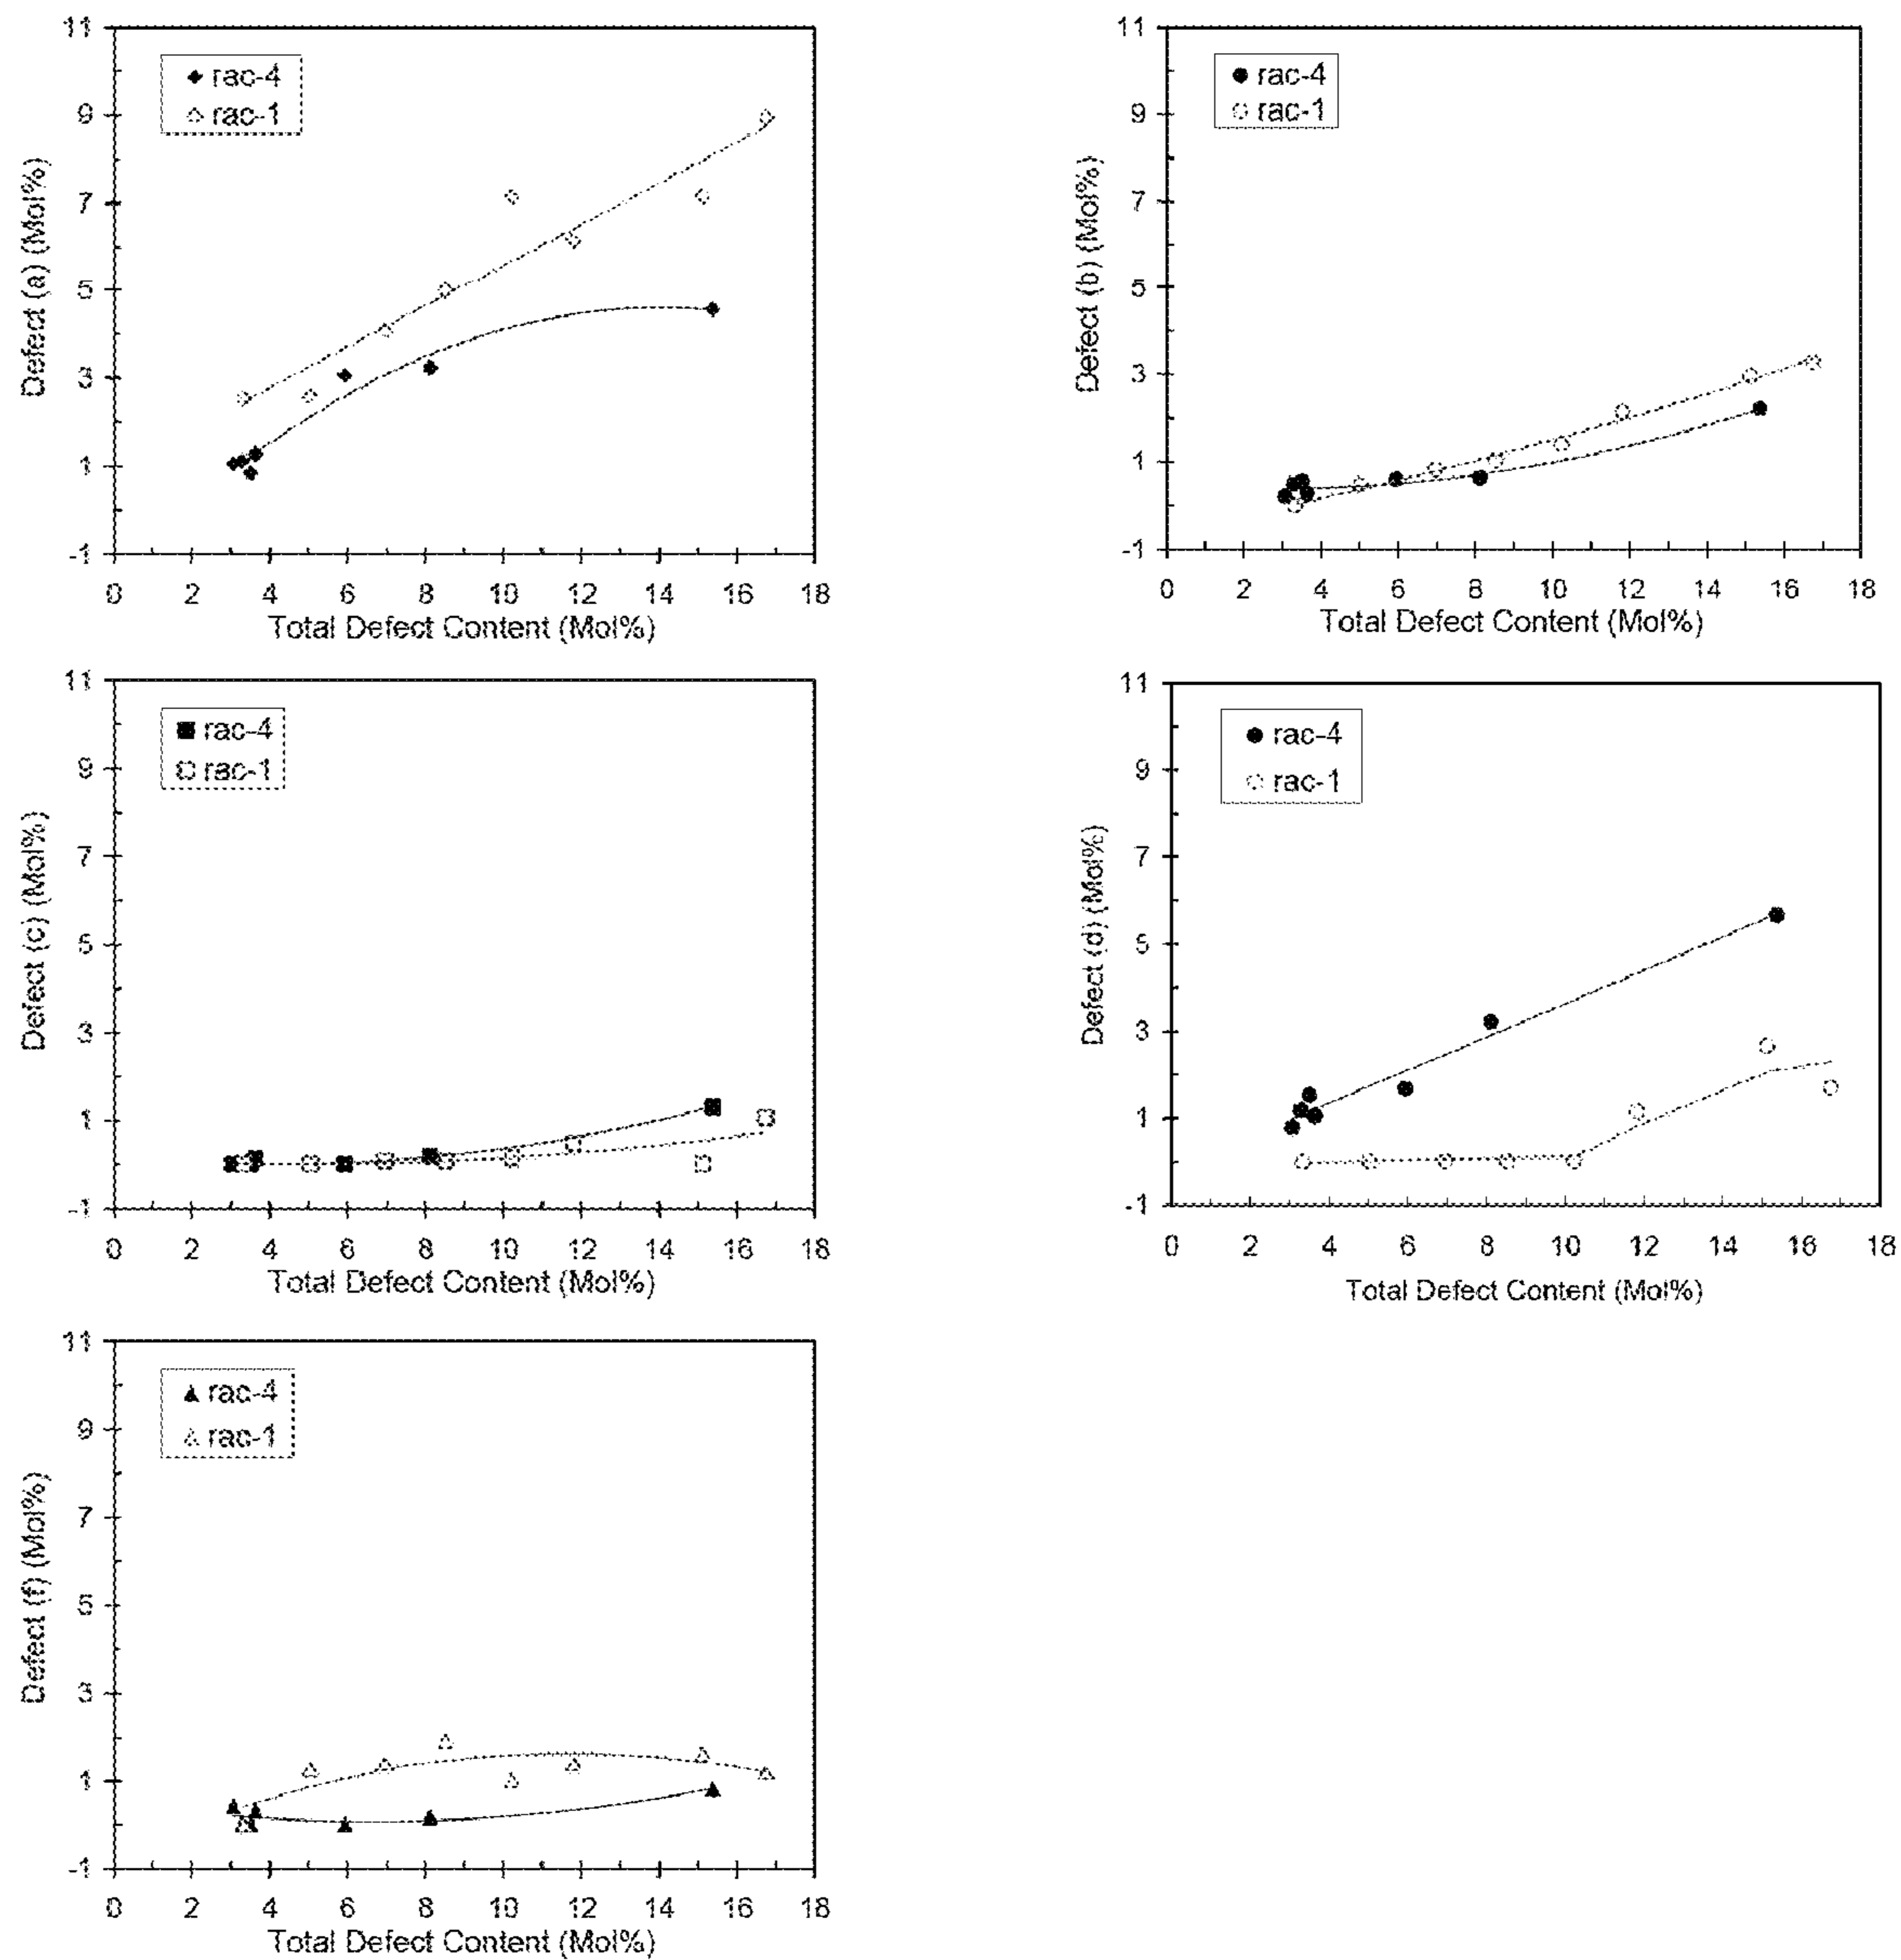 11
9
7
5
3
1
-1
Defect (a) (Mol%)
rac-4
rac-1
0 2 4 6 8 10 12 14 16 18
Total Defect Content (Mol%)
11
9
7
5
3
1
-1
Defect (b) (Mol%)
rac-4
rac-1
0 2 4 6 8 10 12 14 16 18
Total Defect Content (Mol%)
11
9
7
5
3
1
-1
Defect (c) (Mol%)
rac-4
rac-1
0 2 4 6 8 10 12 14 16 18
Total Defect Content (Mol%)
11
9
7
5
3
1
-1
Defect (d) (Mol%)
rac-4
rac-1
0 2 4 6 8 10 12 14 16 18
Total Defect Content (Mol%)
11
9
7
5
3
1
-1
Defect (f) (Mol%)
rac-4
rac-1
0 2 4 6 8 10 12 14 16 18
Total Defect Content (Mol%)